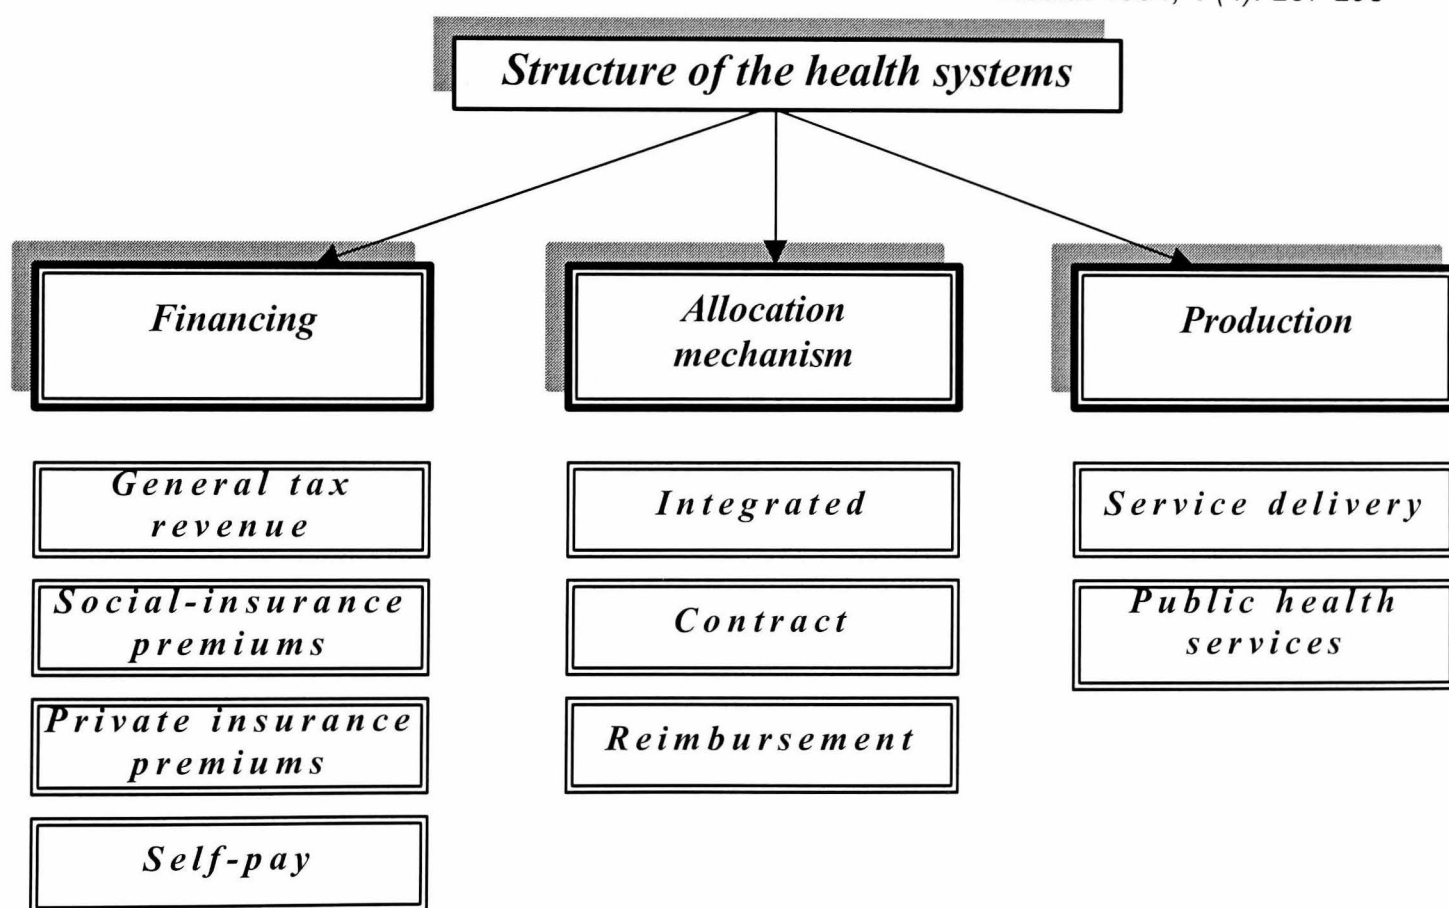 Structure of the health systems
Financing
Allocation
mechanism
Production
General tax
revenue
Social-insurance
premiums
Private insurance
premiums
Self-pay
Integrated
Contract
Reimbursement
Service delivery
Public health
services